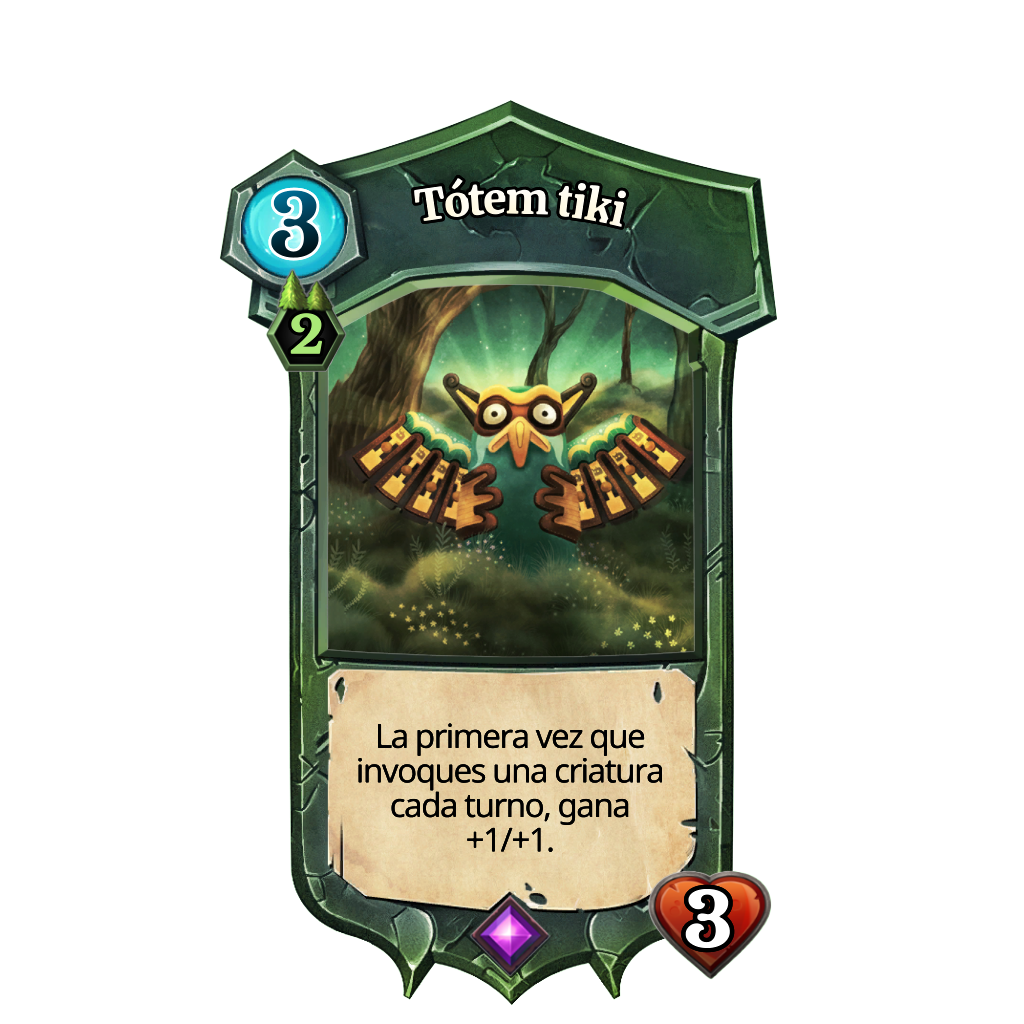 3
Tótem tiki
2
La primera vez que
invoques una criatura
cada turno, gana
+1/+1.
3